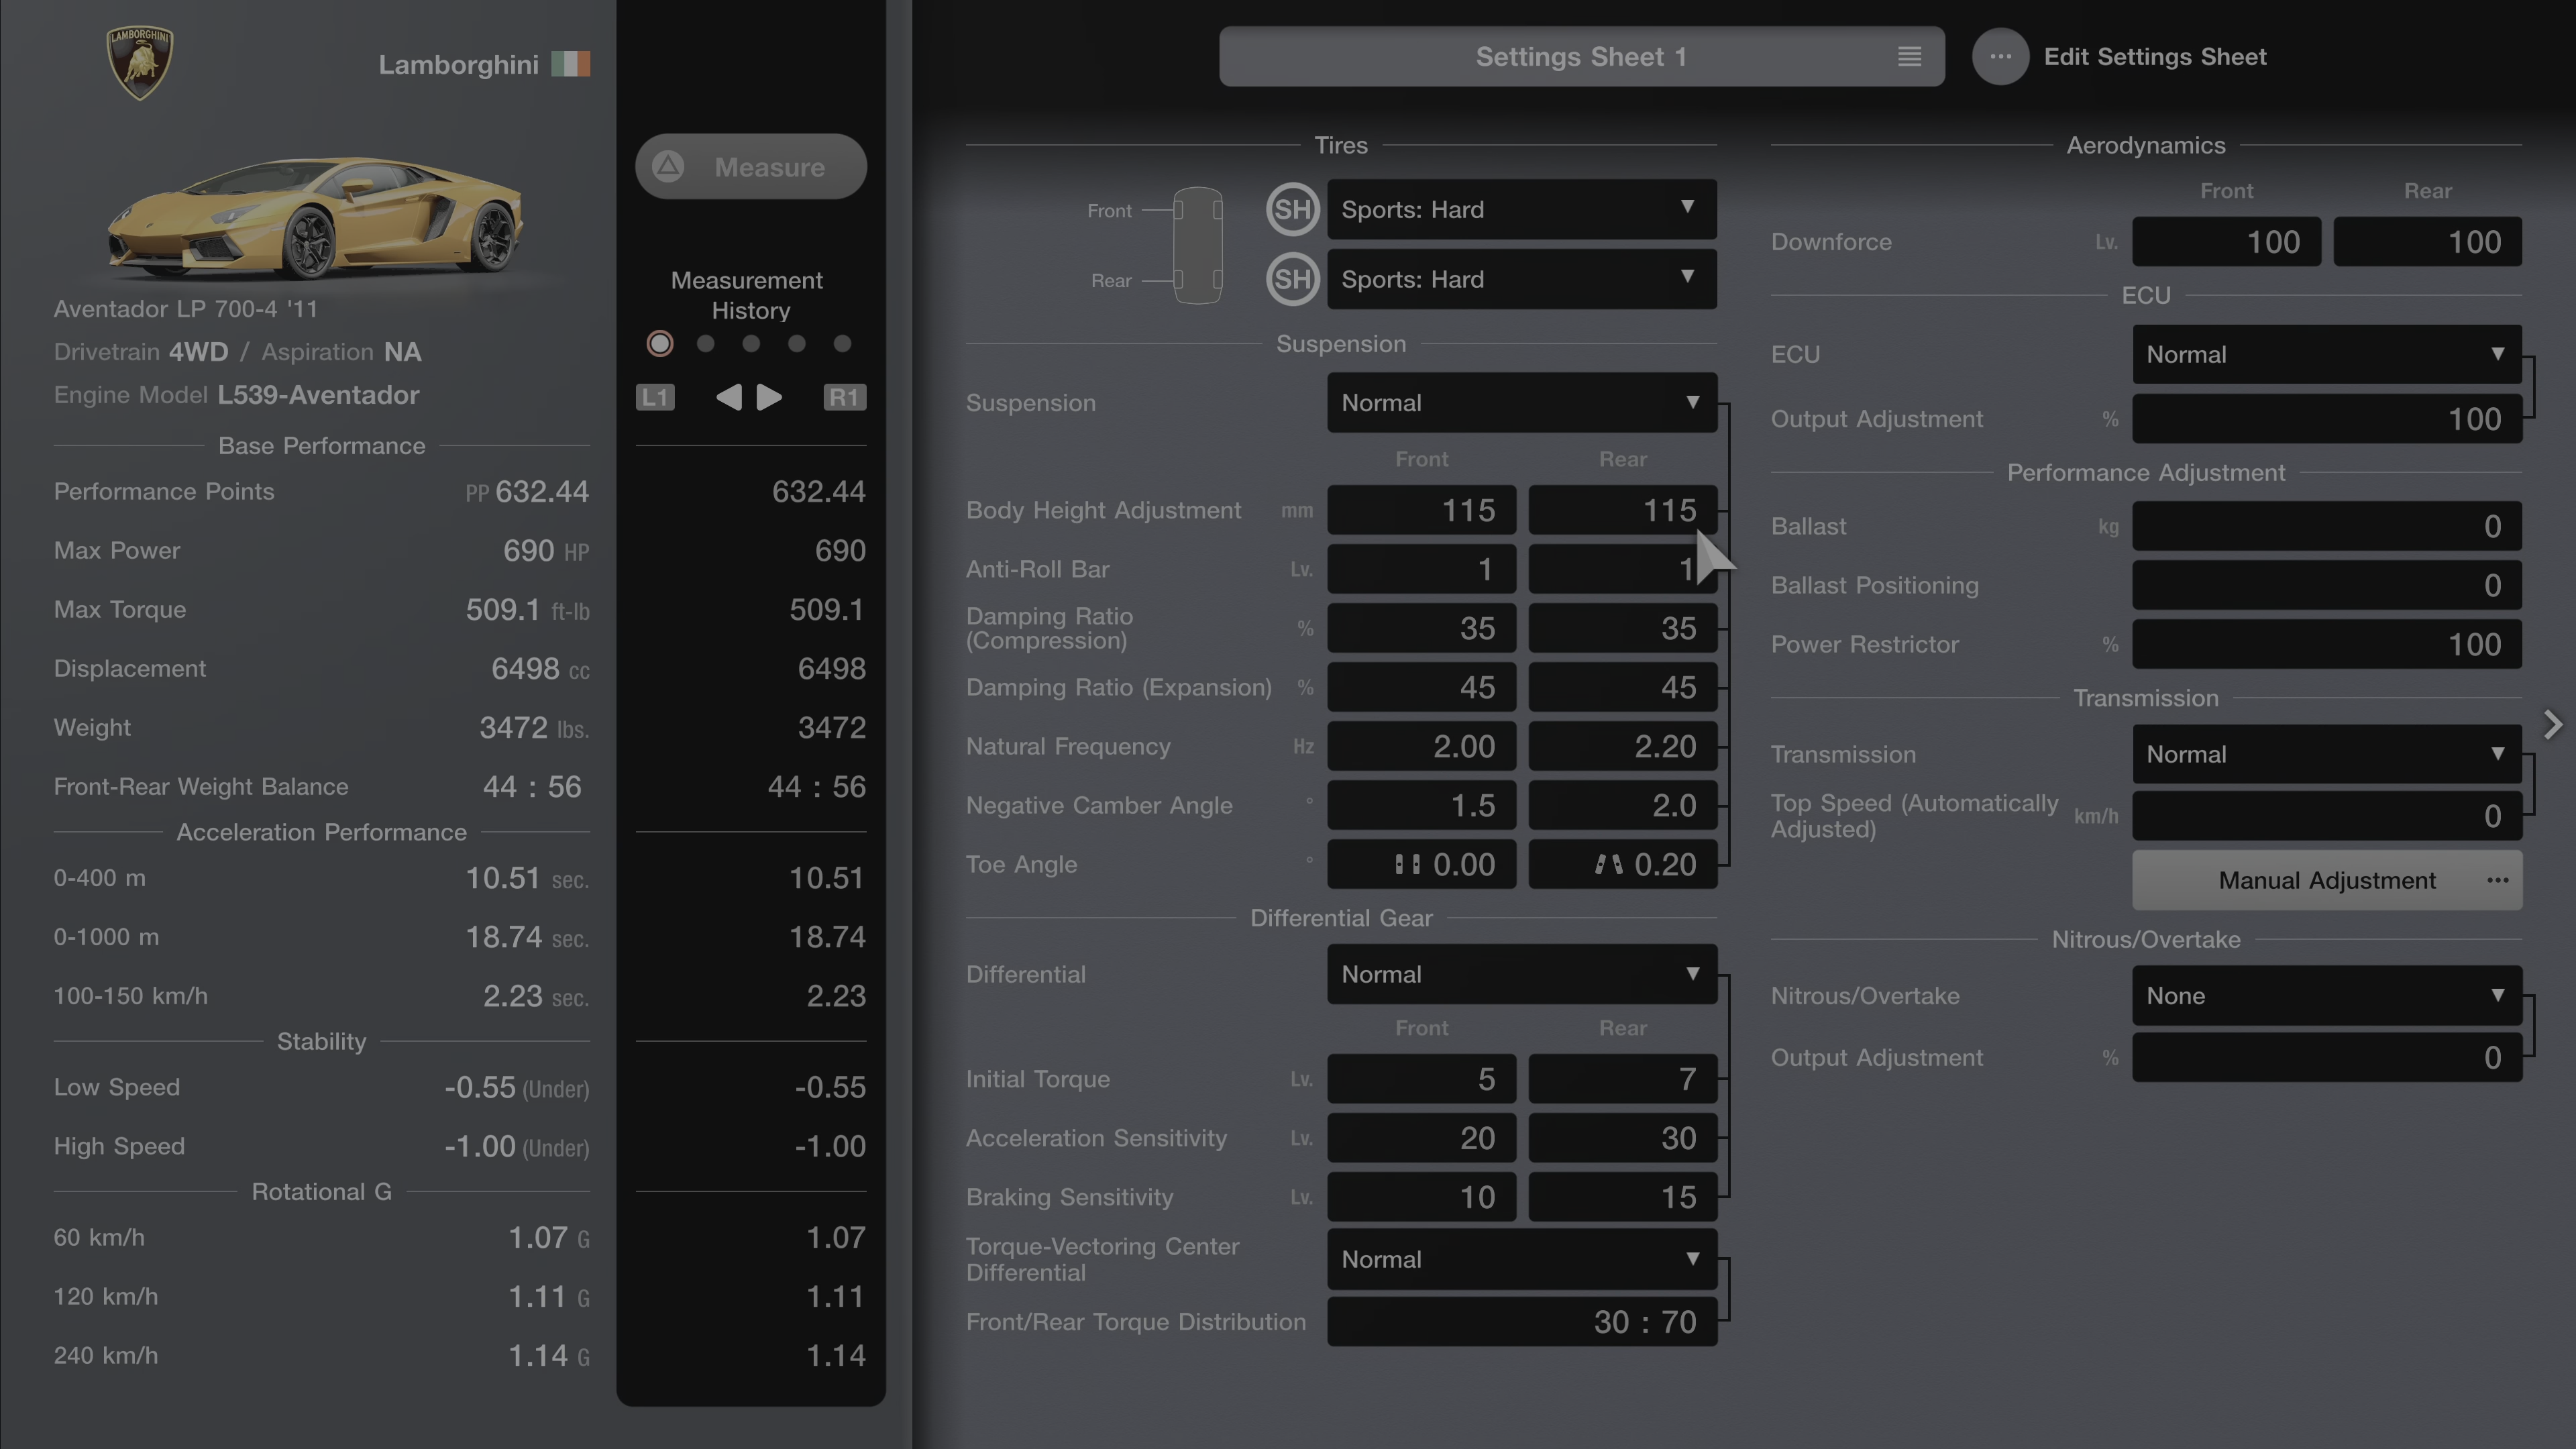 LAMBORGHINI
Lamborghini
Aventador LP 700-4 '11
Drivetrain 4WD / Aspiration NA
Engine Model L539-Aventador
Base Performance
Performance Points PP 632.44
Max Power 690 HP
Max Torque 509.1 ft-lb
Displacement 6498 cc
Weight 3472 lbs.
Front-Rear Weight Balance 44 : 56
Acceleration Performance
0-400 m 10.51 sec.
0-1000 m 18.74 sec.
100-150 km/h 2.23 sec.
Stability
Low Speed -0.55 (Under)
High Speed -1.00 (Under)
Rotational G
60 km/h 1.07 G
120 km/h 1.11 G
240 km/h 1.14 G
Measure
Measurement
History
L1 R1
632.44
690
509.1
6498
3472
44 : 56
10.51
18.74
2.23
-0.55
-1.00
1.07
1.11
1.14
Settings Sheet 1
Edit Settings Sheet
Tires
Front SH Sports: Hard
Rear SH Sports: Hard
Suspension
Suspension Normal
Front Rear
Body Height Adjustment mm 115 115
Anti-Roll Bar Lv. 1 1
Damping Ratio
(Compression) % 35 35
Damping Ratio (Expansion) % 45 45
Natural Frequency Hz 2.00 2.20
Negative Camber Angle ° 1.5 2.0
Toe Angle ° 0.00 0.20
Differential Gear
Differential Normal
Front Rear
Initial Torque Lv. 5 7
Acceleration Sensitivity Lv. 20 30
Braking Sensitivity Lv. 10 15
Torque-Vectoring Center
Differential Normal
Front/Rear Torque Distribution 30 : 70
Aerodynamics
Front Rear
Downforce Lv. 100 100
ECU
ECU Normal
Output Adjustment % 100
Performance Adjustment
Ballast kg 0
Ballast Positioning 0
Power Restrictor % 100
Transmission
Transmission Normal
Top Speed (Automatically
Adjusted) km/h 0
Manual Adjustment
Nitrous/Overtake
Nitrous/Overtake None
Output Adjustment % 0